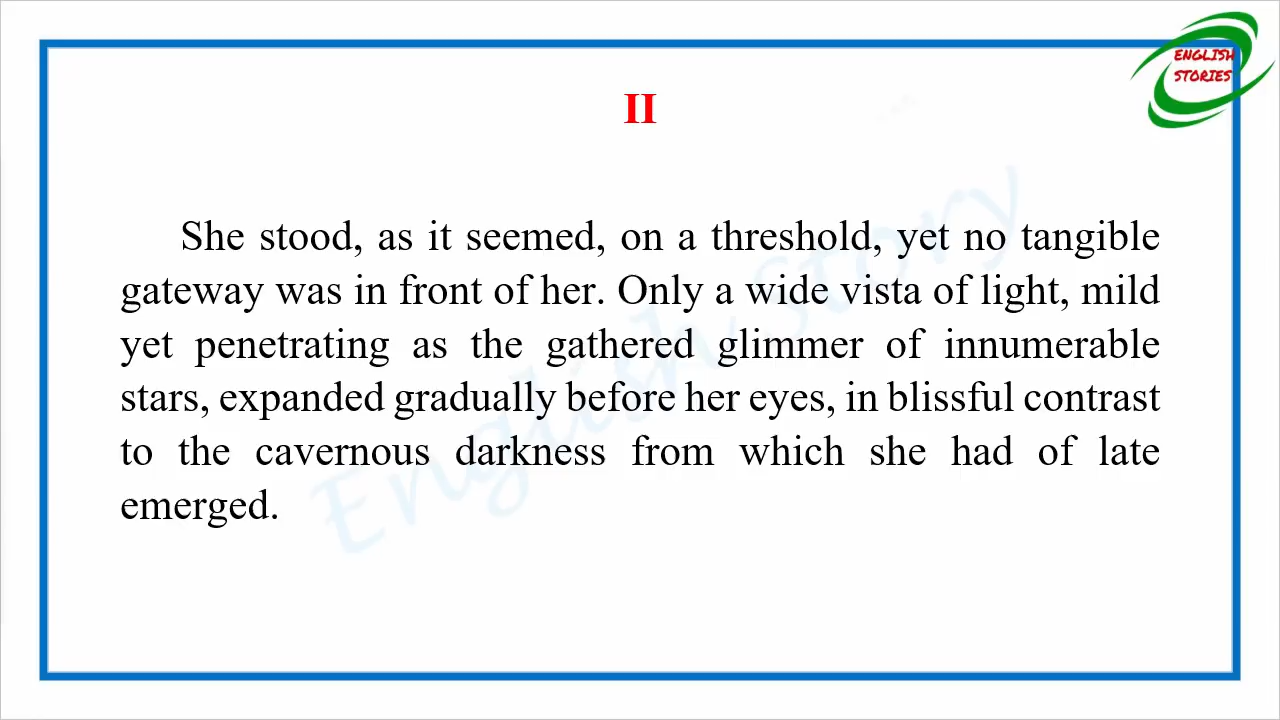 ENGLISH
STORIES
II
She stood, as it seemed, on a threshold, yet no tangible
gateway was in front of her. Only a wide vista of light, mild
yet penetrating as the gathered glimmer of innumerable
stars, expanded gradually before her eyes, in blissful contrast
to the cavernous darkness from which she had of late
emerged.
English Story